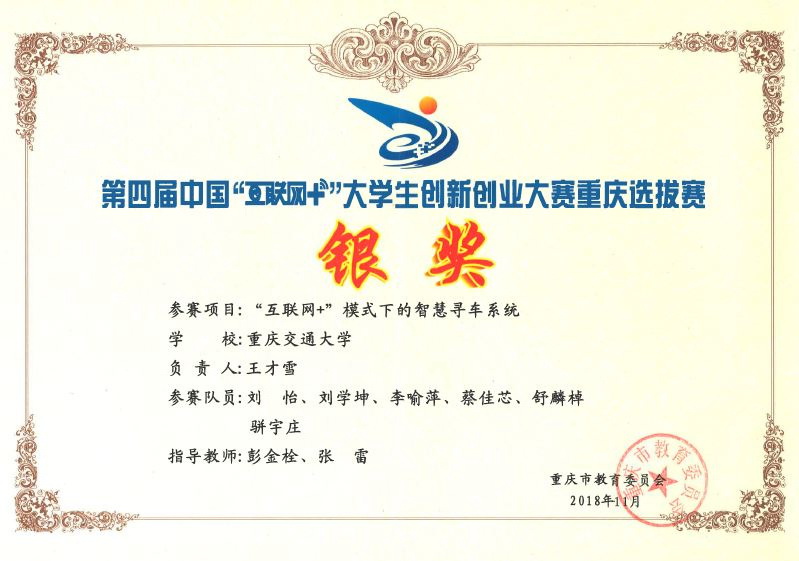 第四届中国“互联网+”大学生创新创业大赛重庆选拔赛
银奖
参赛项目:“互联网+”模式下的智慧寻车系统
学　　校:重庆交通大学
负 责 人:王才雪
参赛队员:刘　怡、刘学坤、李喻萍、蔡佳芯、舒麟棹
骈宇庄
指导教师:彭金栓、张　雷
重庆市教育委员会
2018年11月
重庆市教育委员会